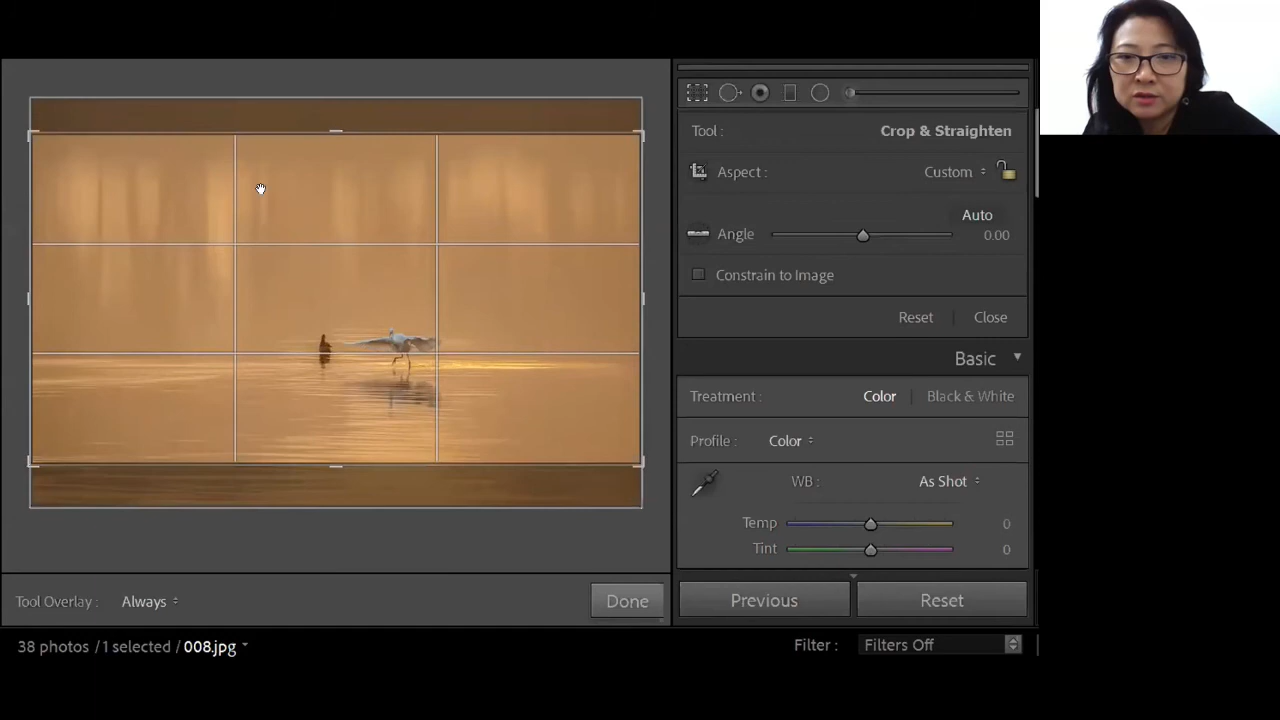 Tool :
Crop & Straighten
Aspect :
Custom
Auto
Angle
0.00
Constrain to Image
Reset
Close
Basic
Treatment :
Color
Black & White
Profile :
Color
WB :
As Shot
Temp
0
Tint
0
Tool Overlay :
Always
Done
Previous
Reset
38 photos / 1 selected / 008.jpg
Filter :
Filters Off